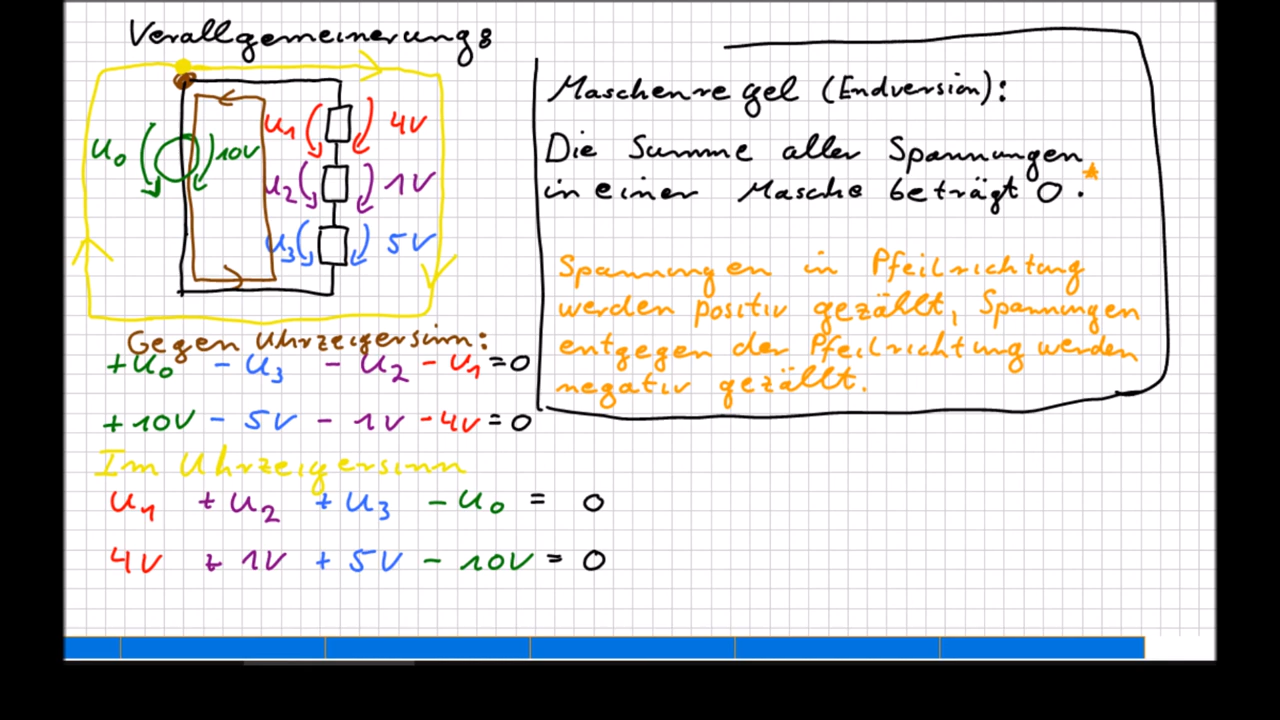 Verallgemeinerung:
U0 10V U1 4V
U2 1V
U3 5V
Gegen Uhrzeigersinn:
+U0 - U3 - U2 - U1 = 0
+10V - 5V - 1V - 4V = 0
Im Uhrzeigersinn
U1 + U2 + U3 - U0 = 0
4V + 1V + 5V - 10V = 0
Maschenregel (Endversion):
Die Summe aller Spannungen
in einer Masche beträgt 0.*
Spannungen in Pfeilrichtung
werden positiv gezählt, Spannungen
entgegen der Pfeilrichtung werden
negativ gezällt.